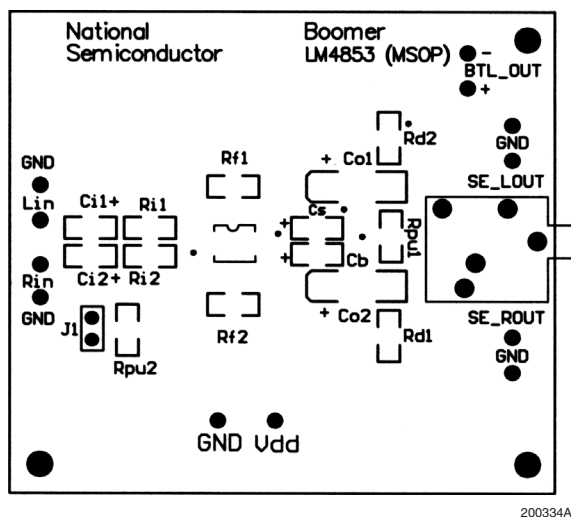 National
Semiconductor
Boomer
LM4853 (MSOP)
-
BTL_OUT
+
Rd2
GND
SE_LOUT
GND
Lin
Ci1+
Ri1
Rf1
+ Co1
Cs
+
Rpu1
+
Cb
Rin
GND
Ci2+
Ri2
J1
Rpu2
Rf2
+ Co2
Rd1
SE_ROUT
GND
GND Vdd
200334A